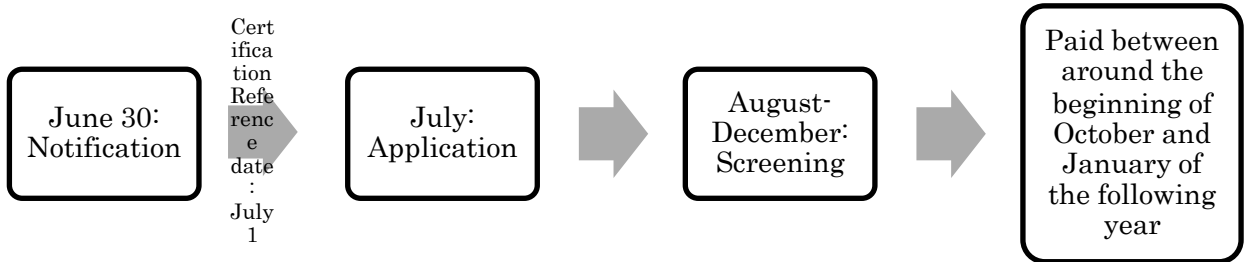 June 30:
Notification
Cert
ifica
tion
Refe
renc
e
date
:
July
1
July:
Application
August-
December:
Screening
Paid between
around the
beginning of
October and
January of
the following
year